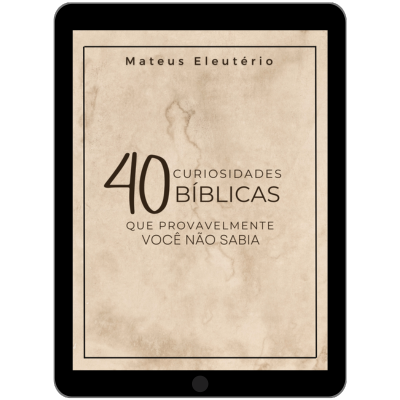 Mateus Eleutério
40 CURIOSIDADES
BÍBLICAS
QUE PROVAVELMENTE
VOCÊ NÃO SABIA